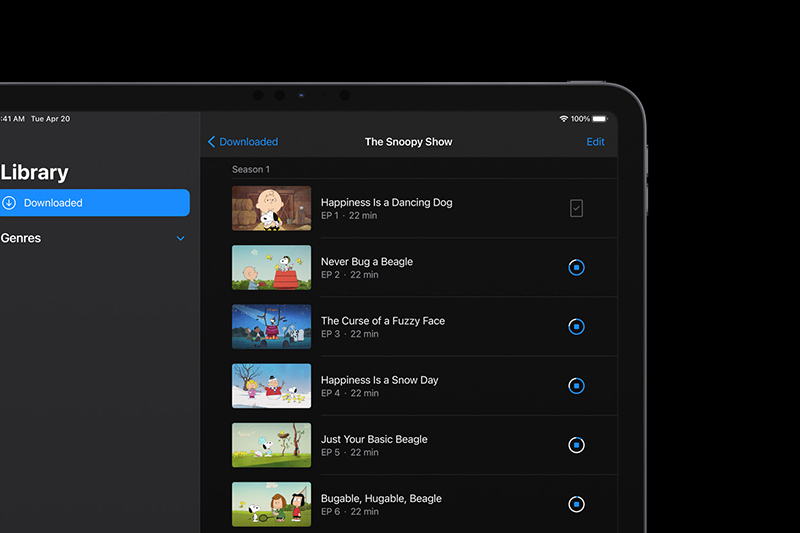 :41 AM Tue Apr 20
100%
Library
Downloaded
Genres
Downloaded
The Snoopy Show
Edit
Season 1
Happiness Is a Dancing Dog
EP 1 · 22 min
Never Bug a Beagle
EP 2 · 22 min
The Curse of a Fuzzy Face
EP 3 · 22 min
Happiness Is a Snow Day
EP 4 · 22 min
Just Your Basic Beagle
EP 5 · 22 min
Bugable, Hugable, Beagle
EP 6 · 22 min